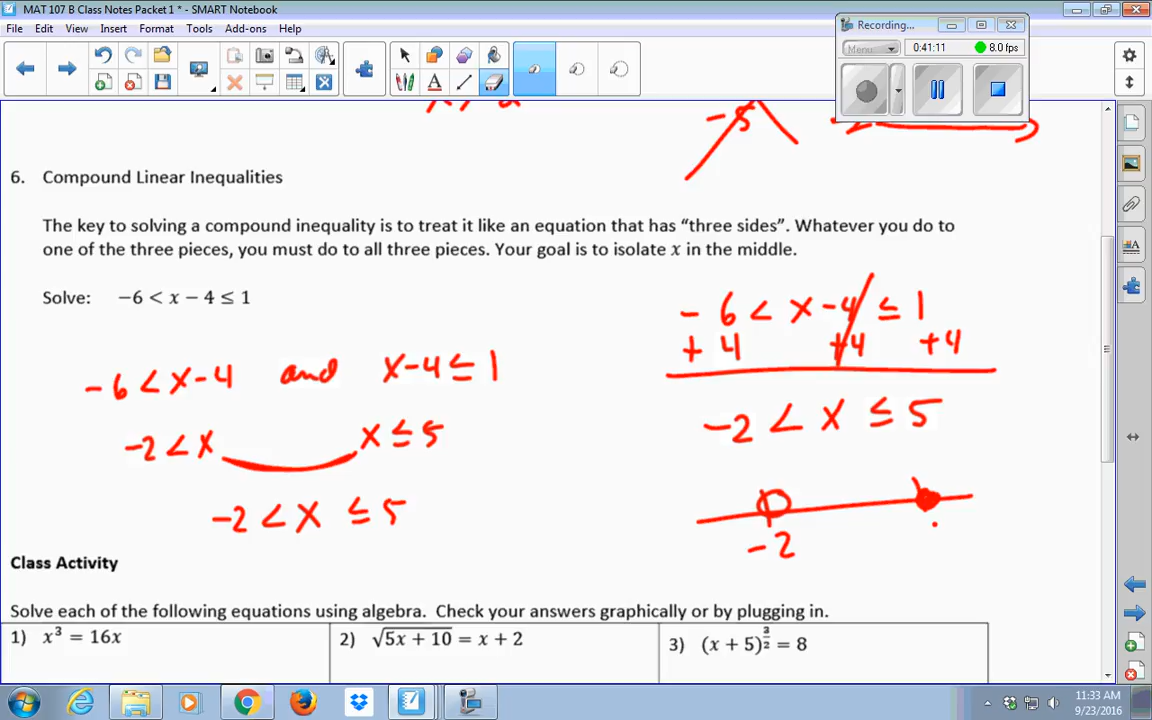 MAT 107 B Class Notes Packet 1 * - SMART Notebook
Recording...
File Edit View Insert Format Tools Add-ons Help
Menu 0:41:11 8.0 fps
-5
6. Compound Linear Inequalities
The key to solving a compound inequality is to treat it like an equation that has “three sides”. Whatever you do to
one of the three pieces, you must do to all three pieces. Your goal is to isolate x in the middle.
Solve: −6 < x − 4 ≤ 1
-6 < x-4 and x-4 ≤ 1
-2 < x x ≤ 5
-2 < x ≤ 5
-6 < x-4 ≤ 1
+4 +4 +4
-2 < x ≤ 5
-2
Class Activity
Solve each of the following equations using algebra. Check your answers graphically or by plugging in.
1) x³ = 16x
2) √(5x + 10) = x + 2
3) (x + 5)^(3/2) = 8
11:33 AM
9/23/2016